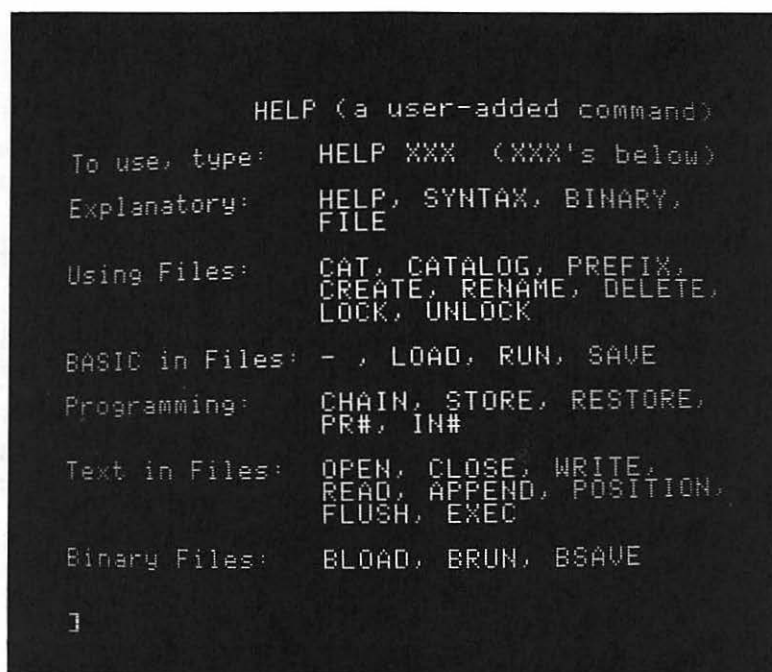 HELP (a user-added command)
To use, type: HELP XXX (XXX's below)
Explanatory: HELP, SYNTAX, BINARY,
FILE
Using Files: CAT, CATALOG, PREFIX,
CREATE, RENAME, DELETE,
LOCK, UNLOCK
BASIC in Files: - , LOAD, RUN, SAVE
Programming: CHAIN, STORE, RESTORE,
PR#, IN#
Text in Files: OPEN, CLOSE, WRITE,
READ, APPEND, POSITION,
FLUSH, EXEC
Binary Files: BLOAD, BRUN, BSAVE
]